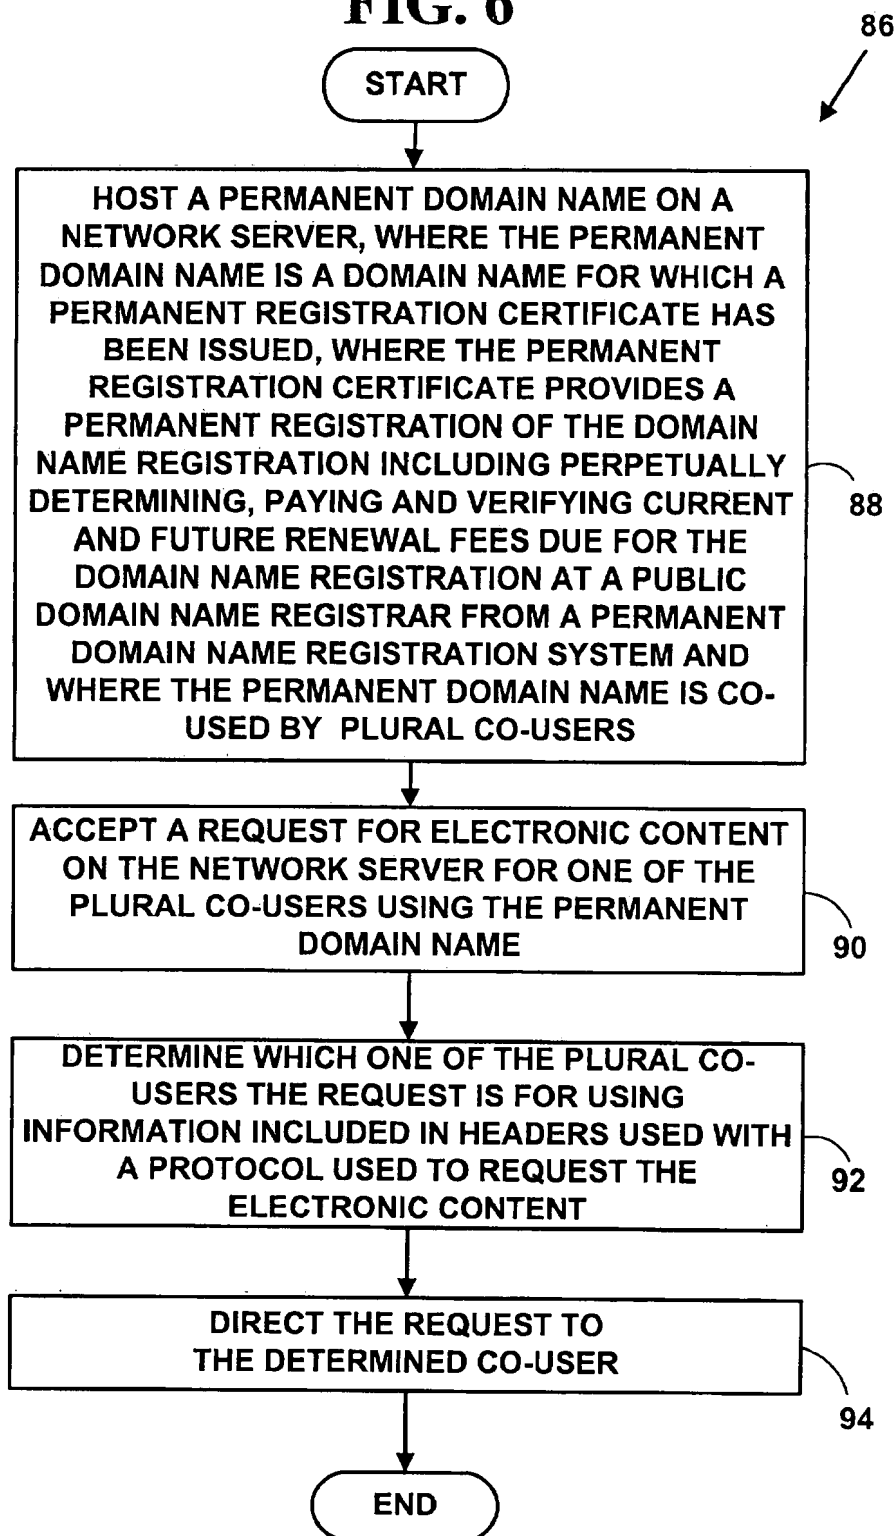 FIG. 6
86
START
HOST A PERMANENT DOMAIN NAME ON A
NETWORK SERVER, WHERE THE PERMANENT
DOMAIN NAME IS A DOMAIN NAME FOR WHICH A
PERMANENT REGISTRATION CERTIFICATE HAS
BEEN ISSUED, WHERE THE PERMANENT
REGISTRATION CERTIFICATE PROVIDES A
PERMANENT REGISTRATION OF THE DOMAIN
NAME REGISTRATION INCLUDING PERPETUALLY
DETERMINING, PAYING AND VERIFYING CURRENT
AND FUTURE RENEWAL FEES DUE FOR THE
DOMAIN NAME REGISTRATION AT A PUBLIC
DOMAIN NAME REGISTRAR FROM A PERMANENT
DOMAIN NAME REGISTRATION SYSTEM AND
WHERE THE PERMANENT DOMAIN NAME IS CO-
USED BY PLURAL CO-USERS
88
ACCEPT A REQUEST FOR ELECTRONIC CONTENT
ON THE NETWORK SERVER FOR ONE OF THE
PLURAL CO-USERS USING THE PERMANENT
DOMAIN NAME
90
DETERMINE WHICH ONE OF THE PLURAL CO-
USERS THE REQUEST IS FOR USING
INFORMATION INCLUDED IN HEADERS USED WITH
A PROTOCOL USED TO REQUEST THE
ELECTRONIC CONTENT
92
DIRECT THE REQUEST TO
THE DETERMINED CO-USER
94
END